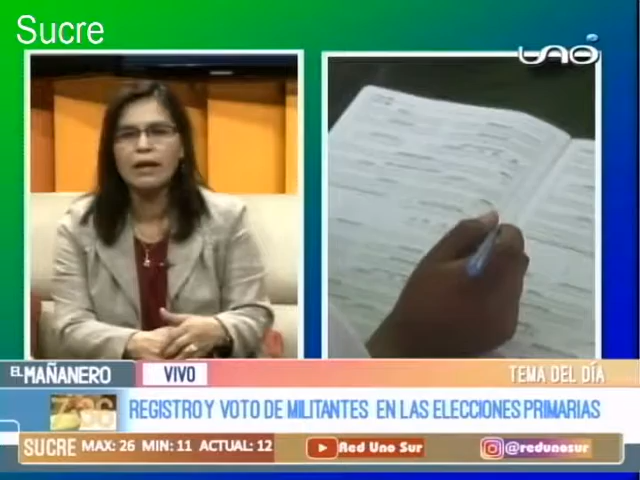 Sucre
UNO
EL MAÑANERO
VIVO
TEMA DEL DÍA
REGISTRO Y VOTO DE MILITANTES EN LAS ELECCIONES PRIMARIAS
SUCRE MAX: 26 MIN: 11 ACTUAL: 12
Red Uno Sur
@redunosur